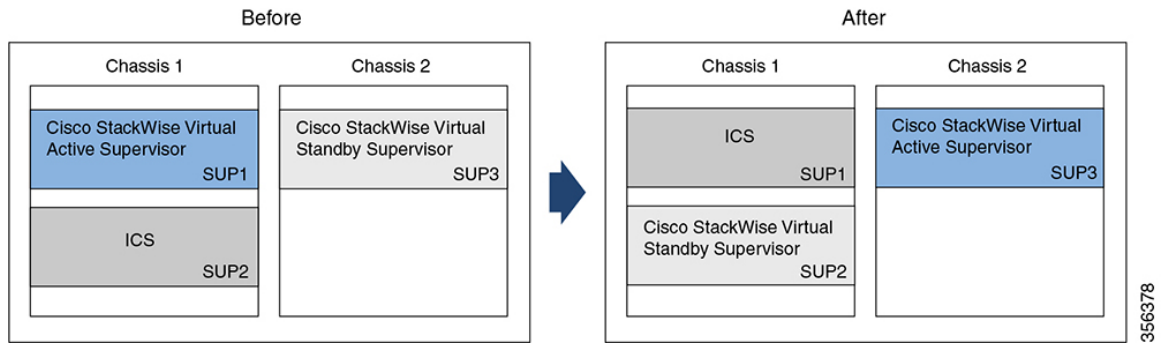 Before
Chassis 1
Chassis 2
Cisco StackWise Virtual
Active Supervisor
SUP1
Cisco StackWise Virtual
Standby Supervisor
SUP3
ICS
SUP2
After
Chassis 1
Chassis 2
ICS
SUP1
Cisco StackWise Virtual
Active Supervisor
SUP3
Cisco StackWise Virtual
Standby Supervisor
SUP2
356378